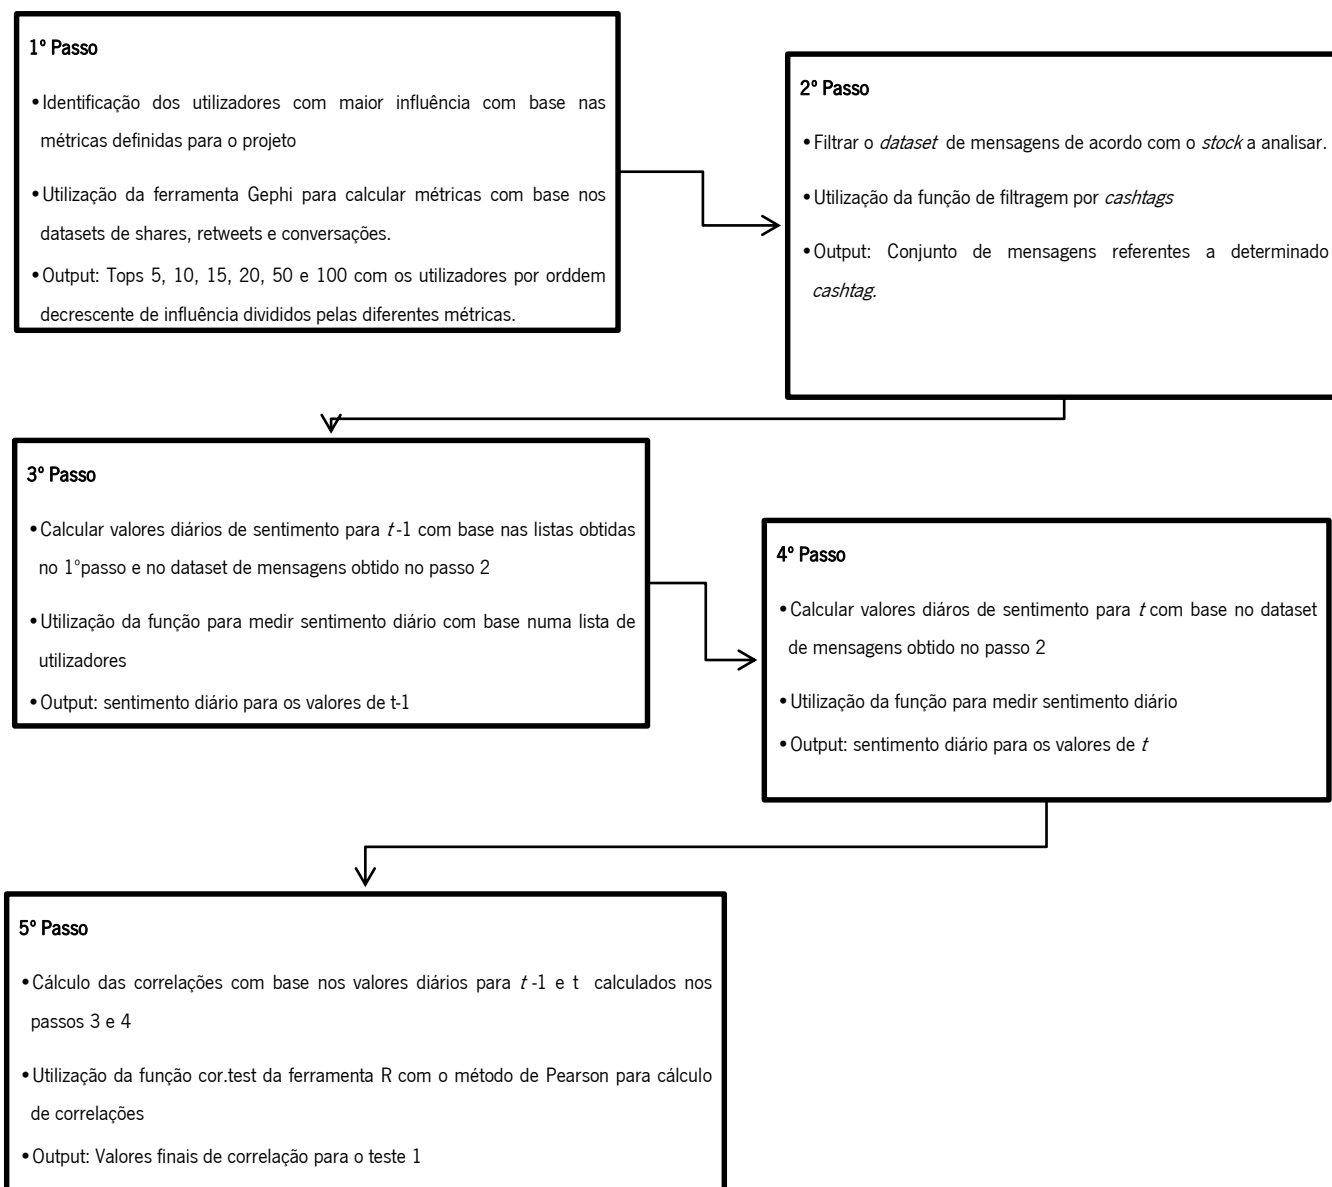 1º Passo
•Identificação dos utilizadores com maior influência com base nas
métricas definidas para o projeto
•Utilização da ferramenta Gephi para calcular métricas com base nos
datasets de shares, retweets e conversações.
•Output: Tops 5, 10, 15, 20, 50 e 100 com os utilizadores por orddem
decrescente de influência divididos pelas diferentes métricas.
2º Passo
•Filtrar o dataset de mensagens de acordo com o stock a analisar.
•Utilização da função de filtragem por cashtags
•Output: Conjunto de mensagens referentes a determinado
cashtag.
3º Passo
•Calcular valores diários de sentimento para t-1 com base nas listas obtidas
no 1ºpasso e no dataset de mensagens obtido no passo 2
•Utilização da função para medir sentimento diário com base numa lista de
utilizadores
•Output: sentimento diário para os valores de t-1
4º Passo
•Calcular valores diáros de sentimento para t com base no dataset
de mensagens obtido no passo 2
•Utilização da função para medir sentimento diário
•Output: sentimento diário para os valores de t
5º Passo
•Cálculo das correlações com base nos valores diários para t-1 e t calculados nos
passos 3 e 4
•Utilização da função cor.test da ferramenta R com o método de Pearson para cálculo
de correlações
•Output: Valores finais de correlação para o teste 1